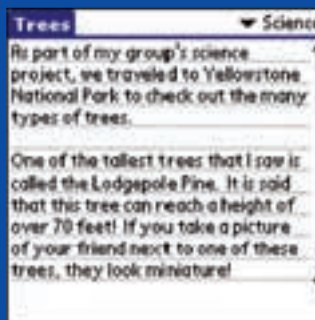 Trees Science
As part of my group's science
project, we traveled to Yellowstone
National Park to check out the many
types of trees.
One of the tallest trees that I saw is
called the Lodgepole Pine. It is said
that this tree can reach a height of
over 70 feet! If you take a picture
of your friend next to one of these
trees, they look miniature!